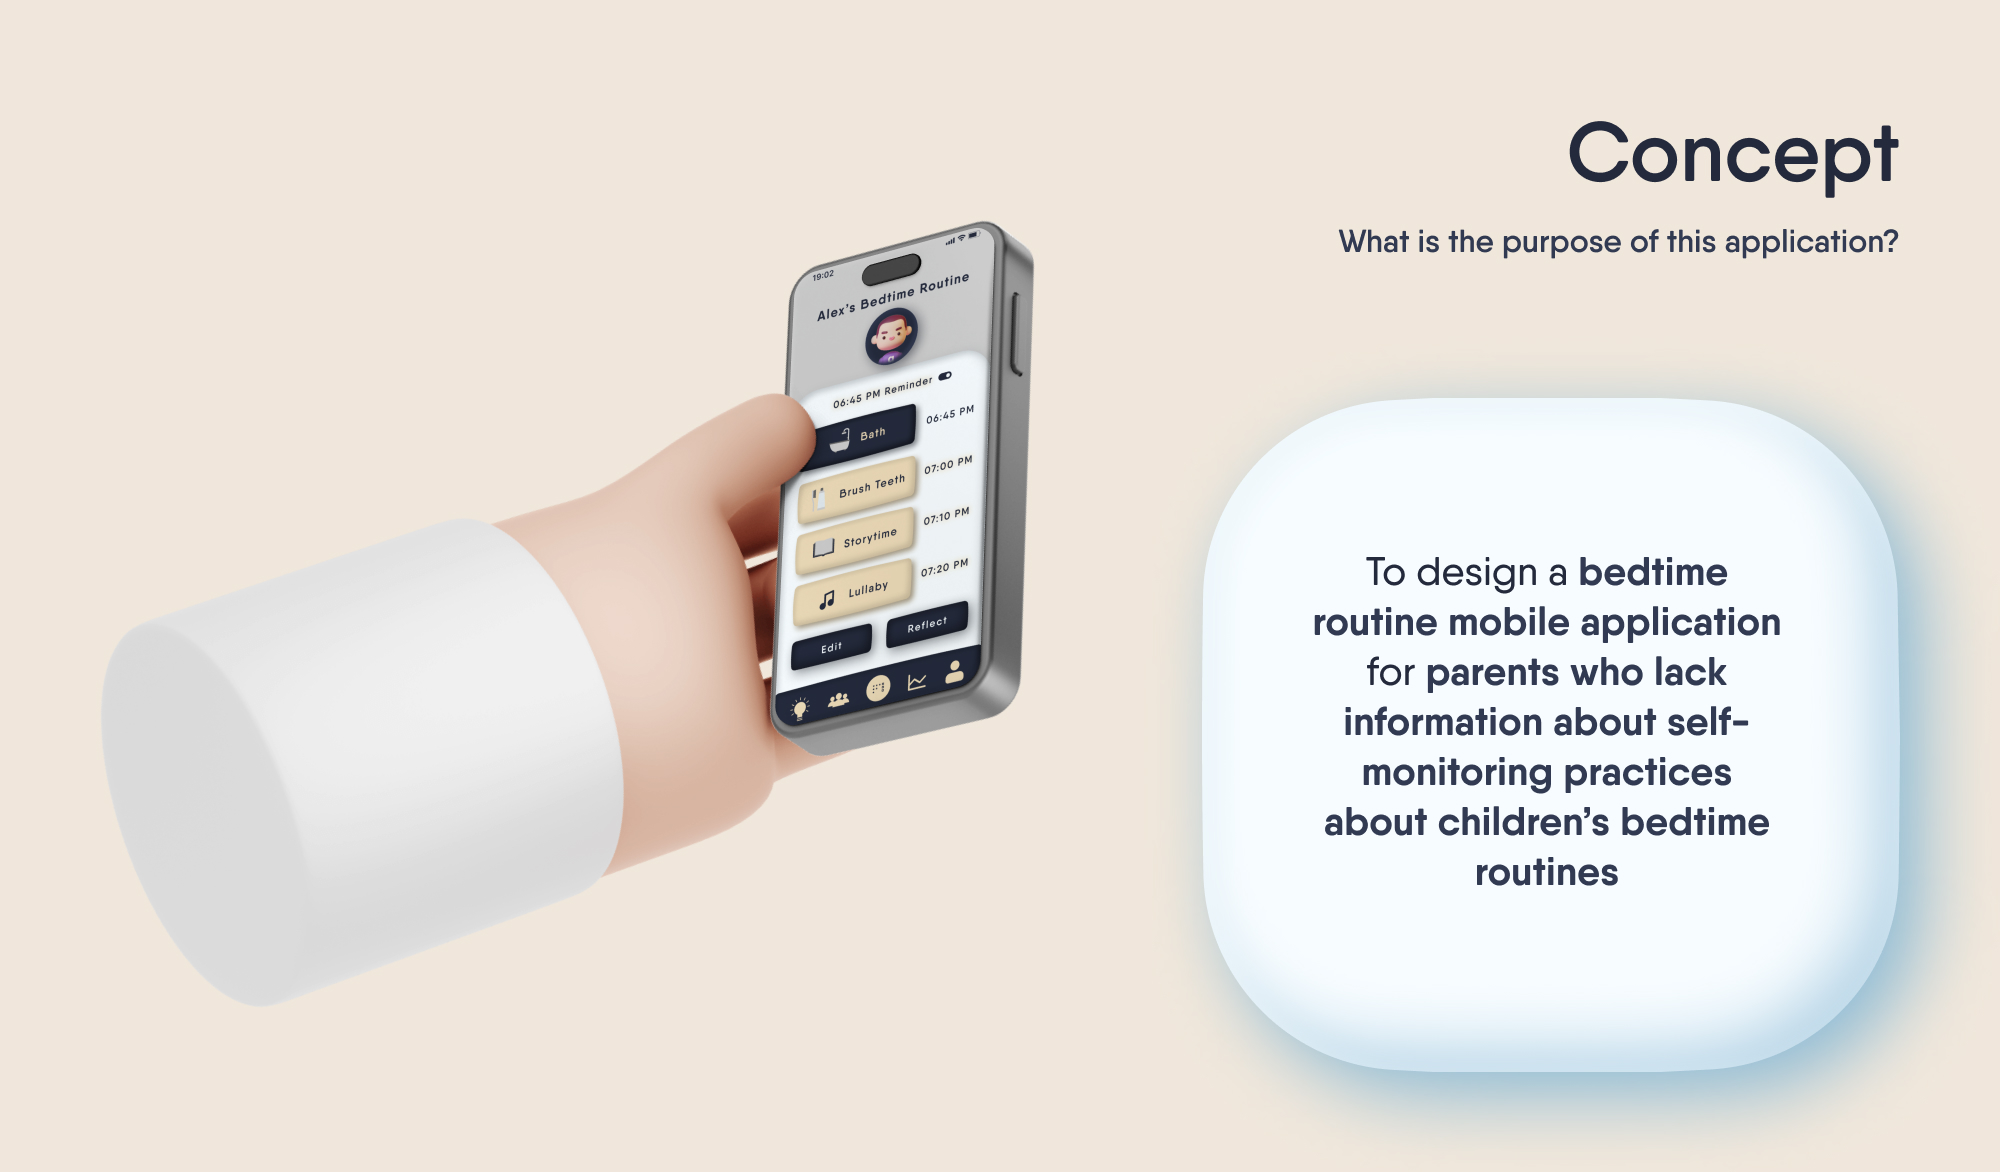 Concept
What is the purpose of this application?
19:02
Alex's Bedtime Routine
06:45 PM Reminder
Bath
06:45 PM
Brush Teeth
07:00 PM
Storytime
07:10 PM
Lullaby
07:20 PM
Edit
Reflect
To design a bedtime
routine mobile application
for parents who lack
information about self-
monitoring practices
about children’s bedtime
routines